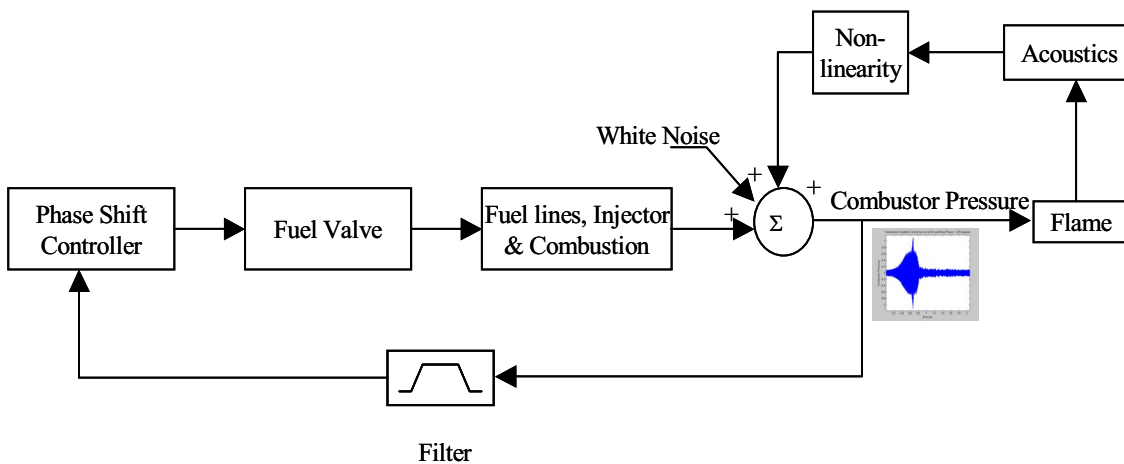 Non-
linearity
Acoustics
White Noise
+
+
+
Combustor Pressure
Phase Shift
Controller
Fuel Valve
Fuel lines, Injector
& Combustion
Σ
Flame
Filter